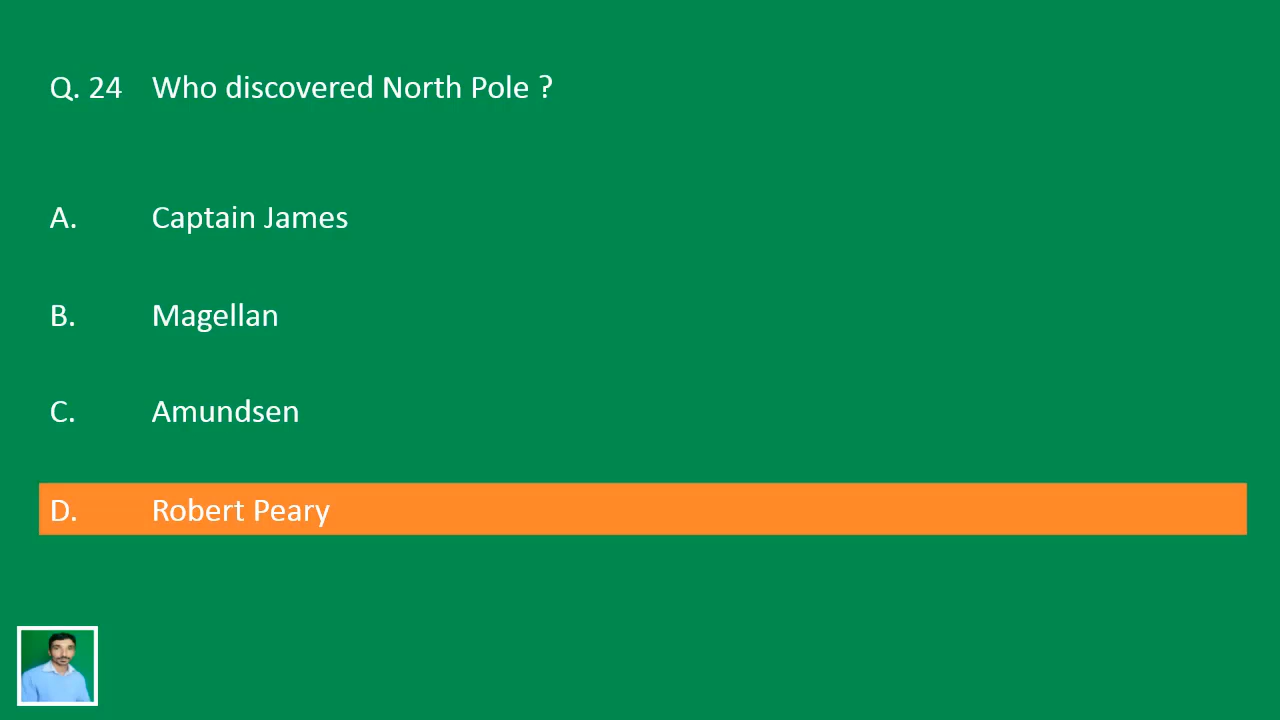 Q. 24 Who discovered North Pole ?
A. Captain James
B. Magellan
C. Amundsen
D. Robert Peary